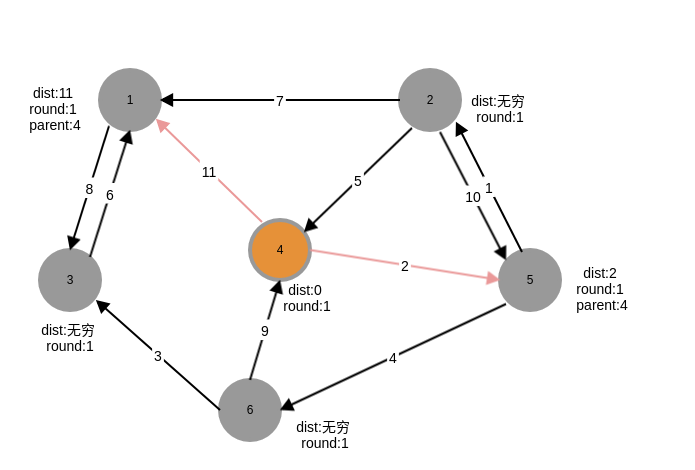 dist:11
round:1
parent:4
1
7
2
dist:无穷
round:1
11
5
8
6
10
1
4
2
3
dist:0
round:1
5
dist:2
round:1
parent:4
dist:无穷
round:1
9
3
4
6
dist:无穷
round:1